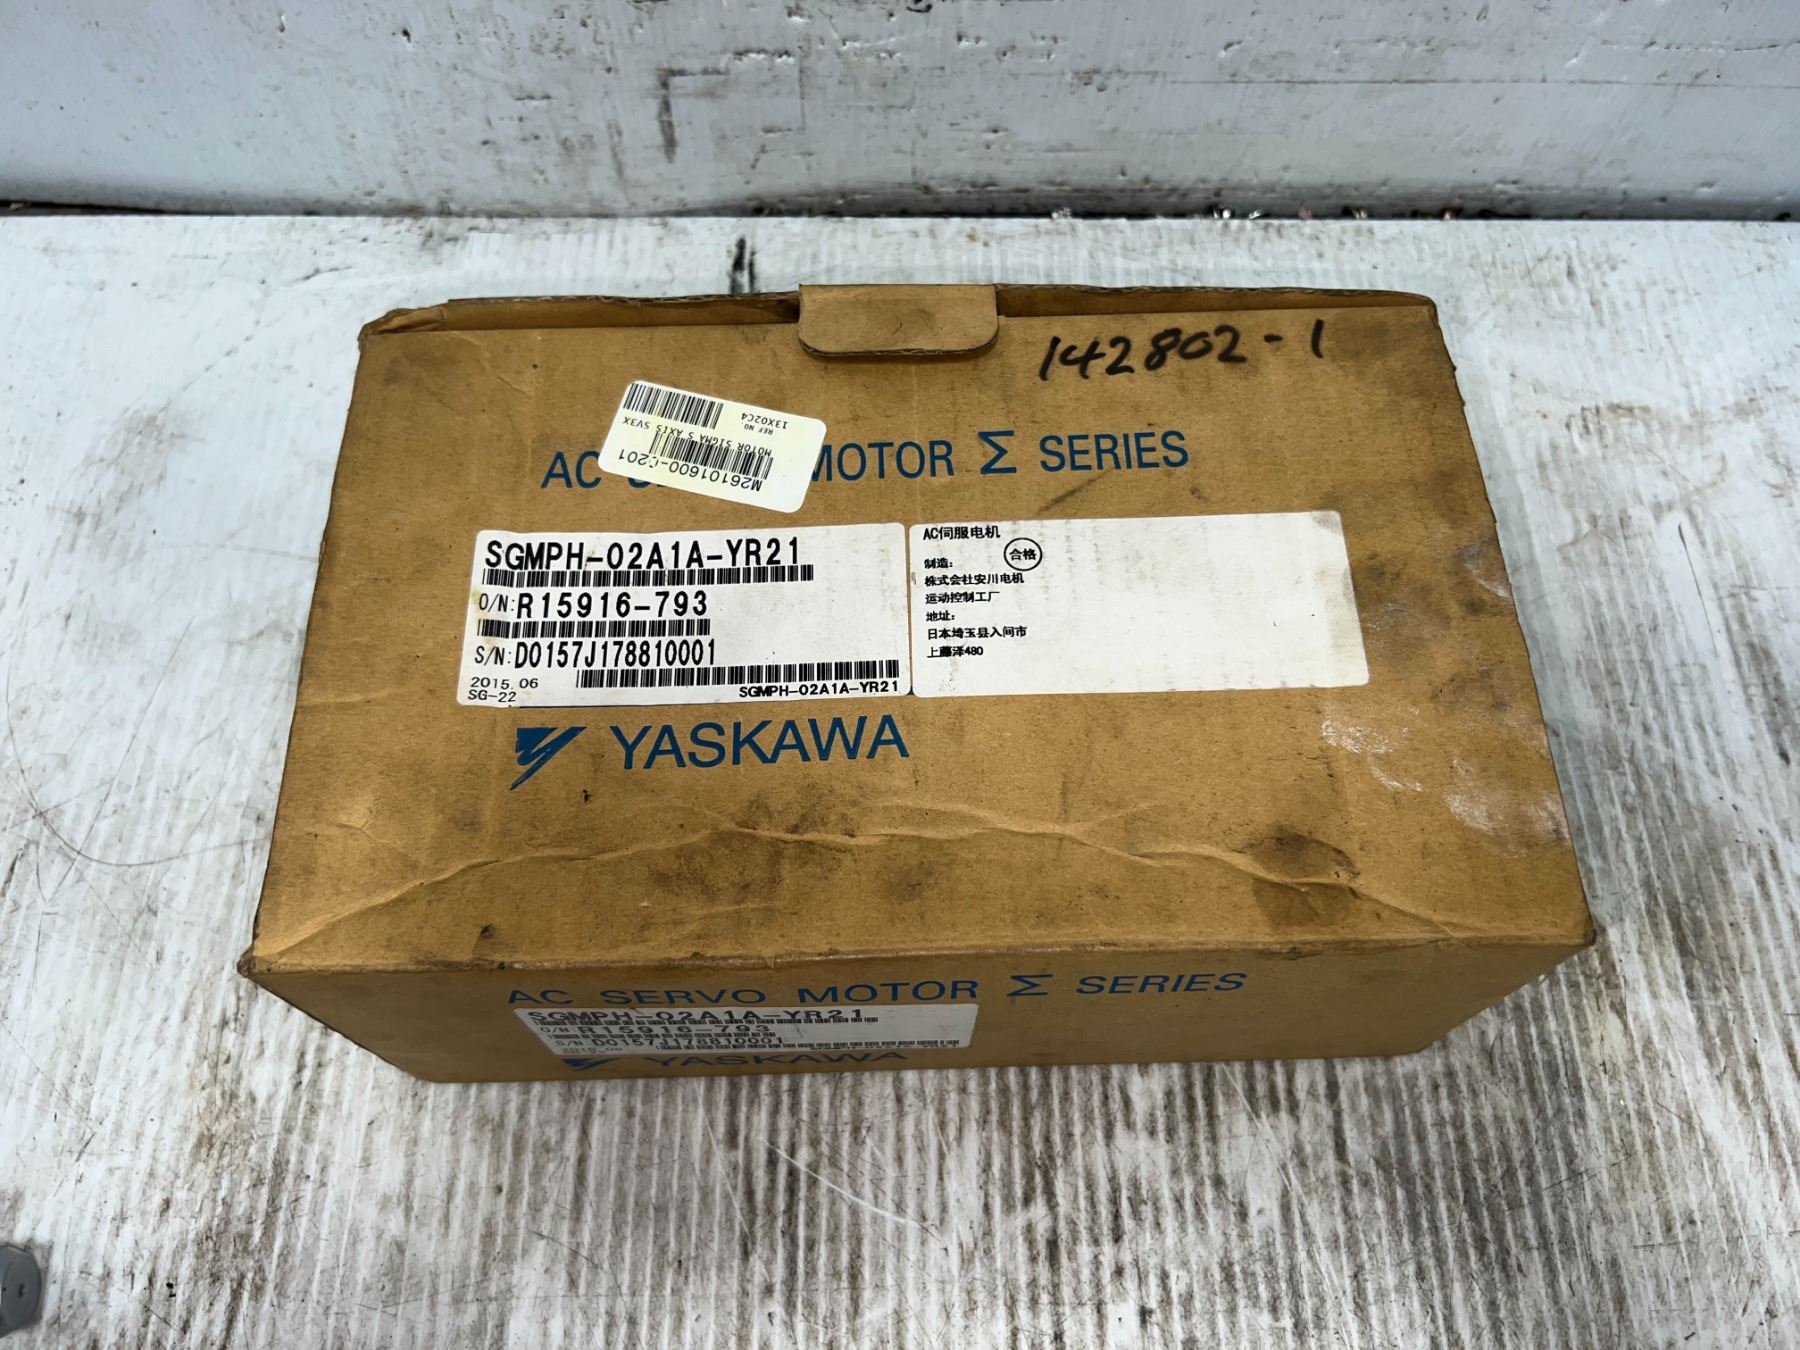 142802-1
M26101600-0201
MOTOR SIGMA 5 AXIS SV3X
REF NO.
13X02C4
AC MOTOR Σ SERIES
SGMPH-02A1A-YR21
O/N: R15916-793
S/N: D0157J178810001
2015.06
SG-22
SGMPH-02A1A-YR21
AC伺服电机
合格
制造:
株式会社安川电机
运动控制工厂
地址:
日本埼玉县入间市
上藤泽480
YASKAWA
AC SERVO MOTOR Σ SERIES
SGMPH-02A1A-YR21
O/N: R15916-793
S/N: D0157J178810001
YASKAWA